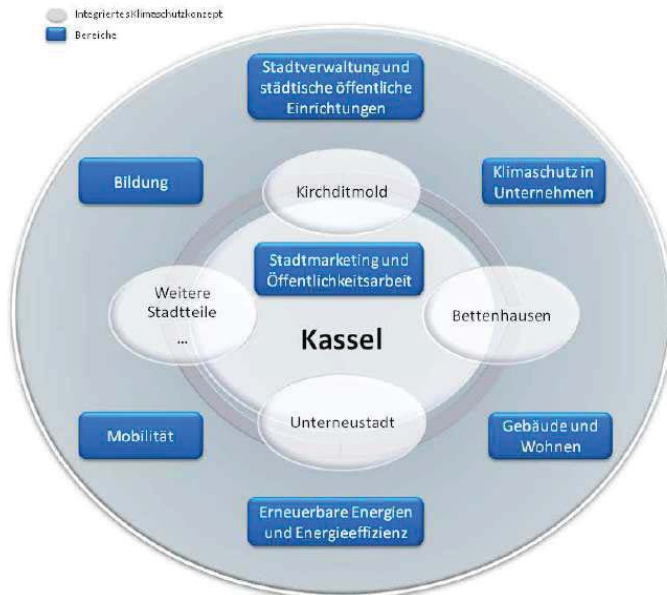 Integriertes Klimaschutzkonzept
Bereiche
Stadtverwaltung und
städtische öffentliche
Einrichtungen
Bildung
Kirchditmold
Klimaschutz in
Unternehmen
Stadtmarketing und
Öffentlichkeitsarbeit
Weitere
Stadtteile
...
Kassel
Bettenhausen
Unterneustadt
Mobilität
Gebäude und
Wohnen
Erneuerbare Energien
und Energieeffizienz